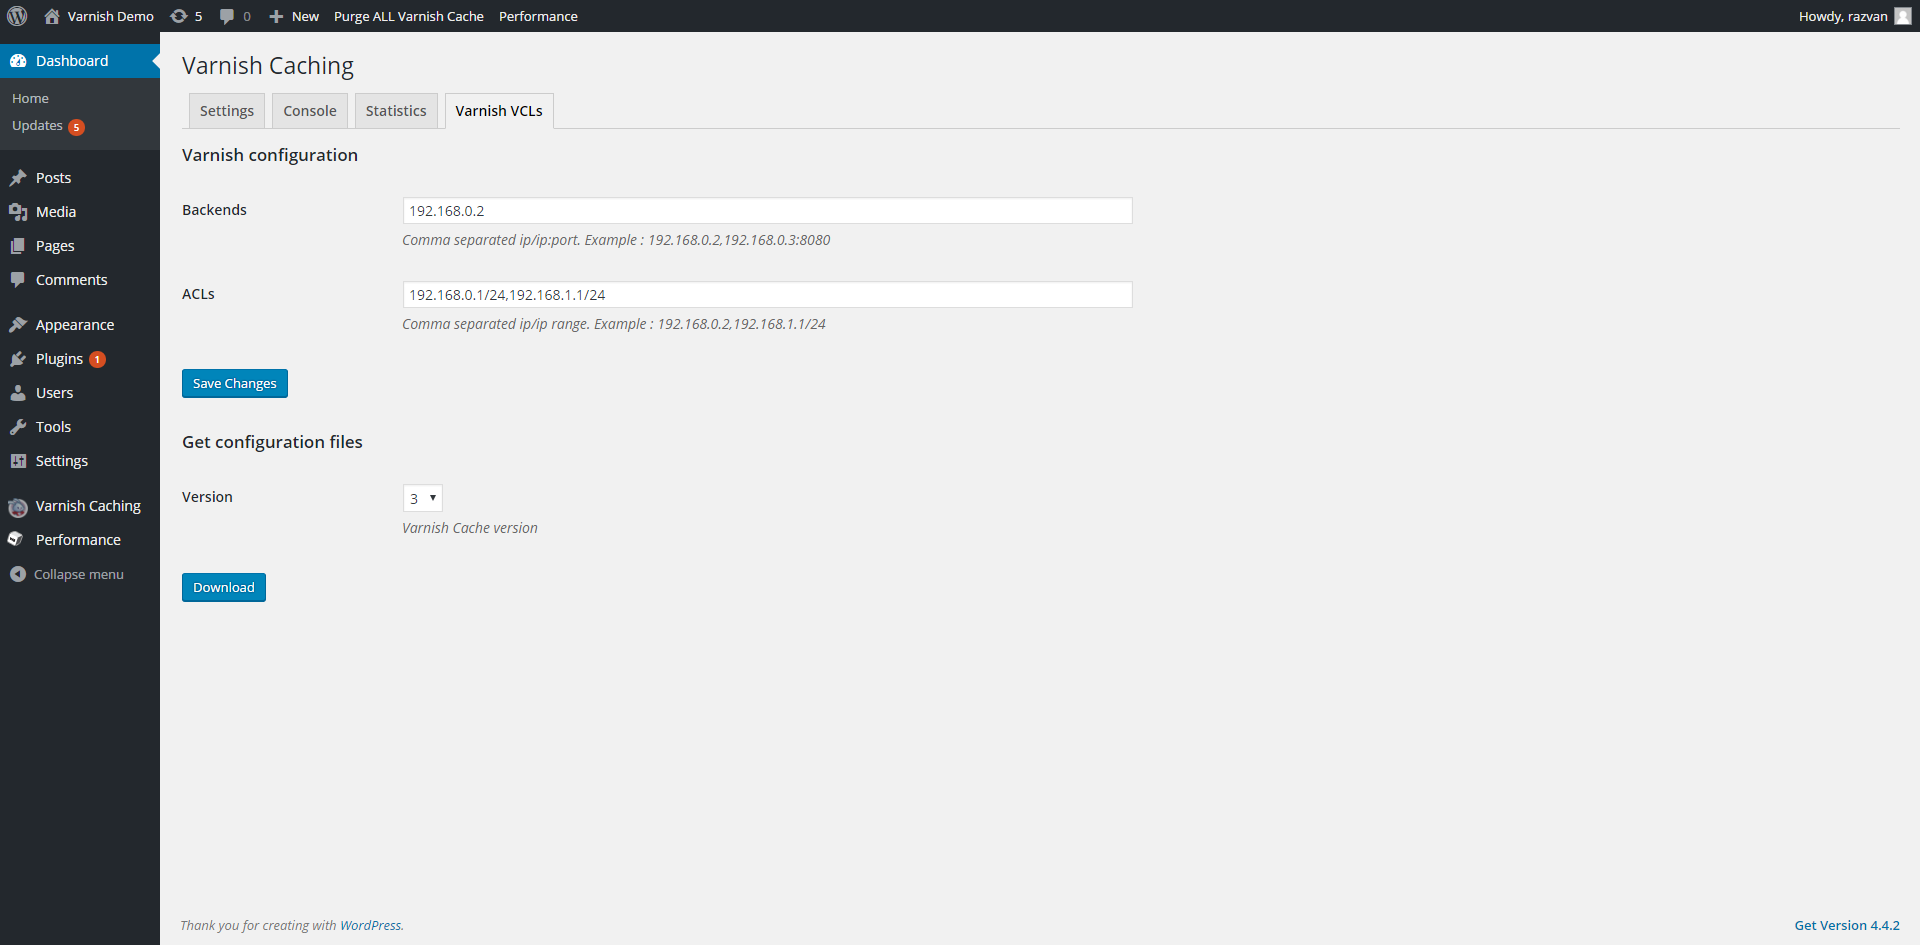 Varnish Demo 5 0 New Purge ALL Varnish Cache Performance Howdy, razvan
Dashboard
Home
Updates 5
Posts
Media
Pages
Comments
Appearance
Plugins 1
Users
Tools
Settings
Varnish Caching
Performance
Collapse menu
Varnish Caching
Settings Console Statistics Varnish VCLs
Varnish configuration
Backends 192.168.0.2
Comma separated ip/ip:port. Example : 192.168.0.2,192.168.0.3:8080
ACLs 192.168.0.1/24,192.168.1.1/24
Comma separated ip/ip range. Example : 192.168.0.2,192.168.1.1/24
Save Changes
Get configuration files
Version 3
Varnish Cache version
Download
Thank you for creating with WordPress. Get Version 4.4.2